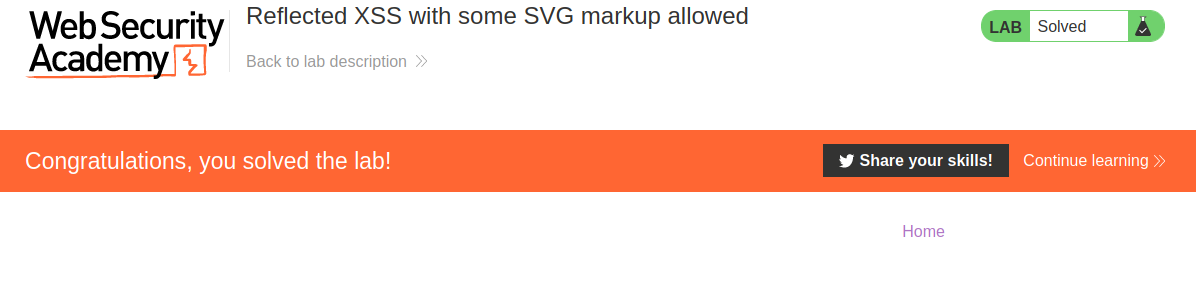 Web Security
Academy
Reflected XSS with some SVG markup allowed
Back to lab description
LAB Solved
Congratulations, you solved the lab!
Share your skills!
Continue learning
Home